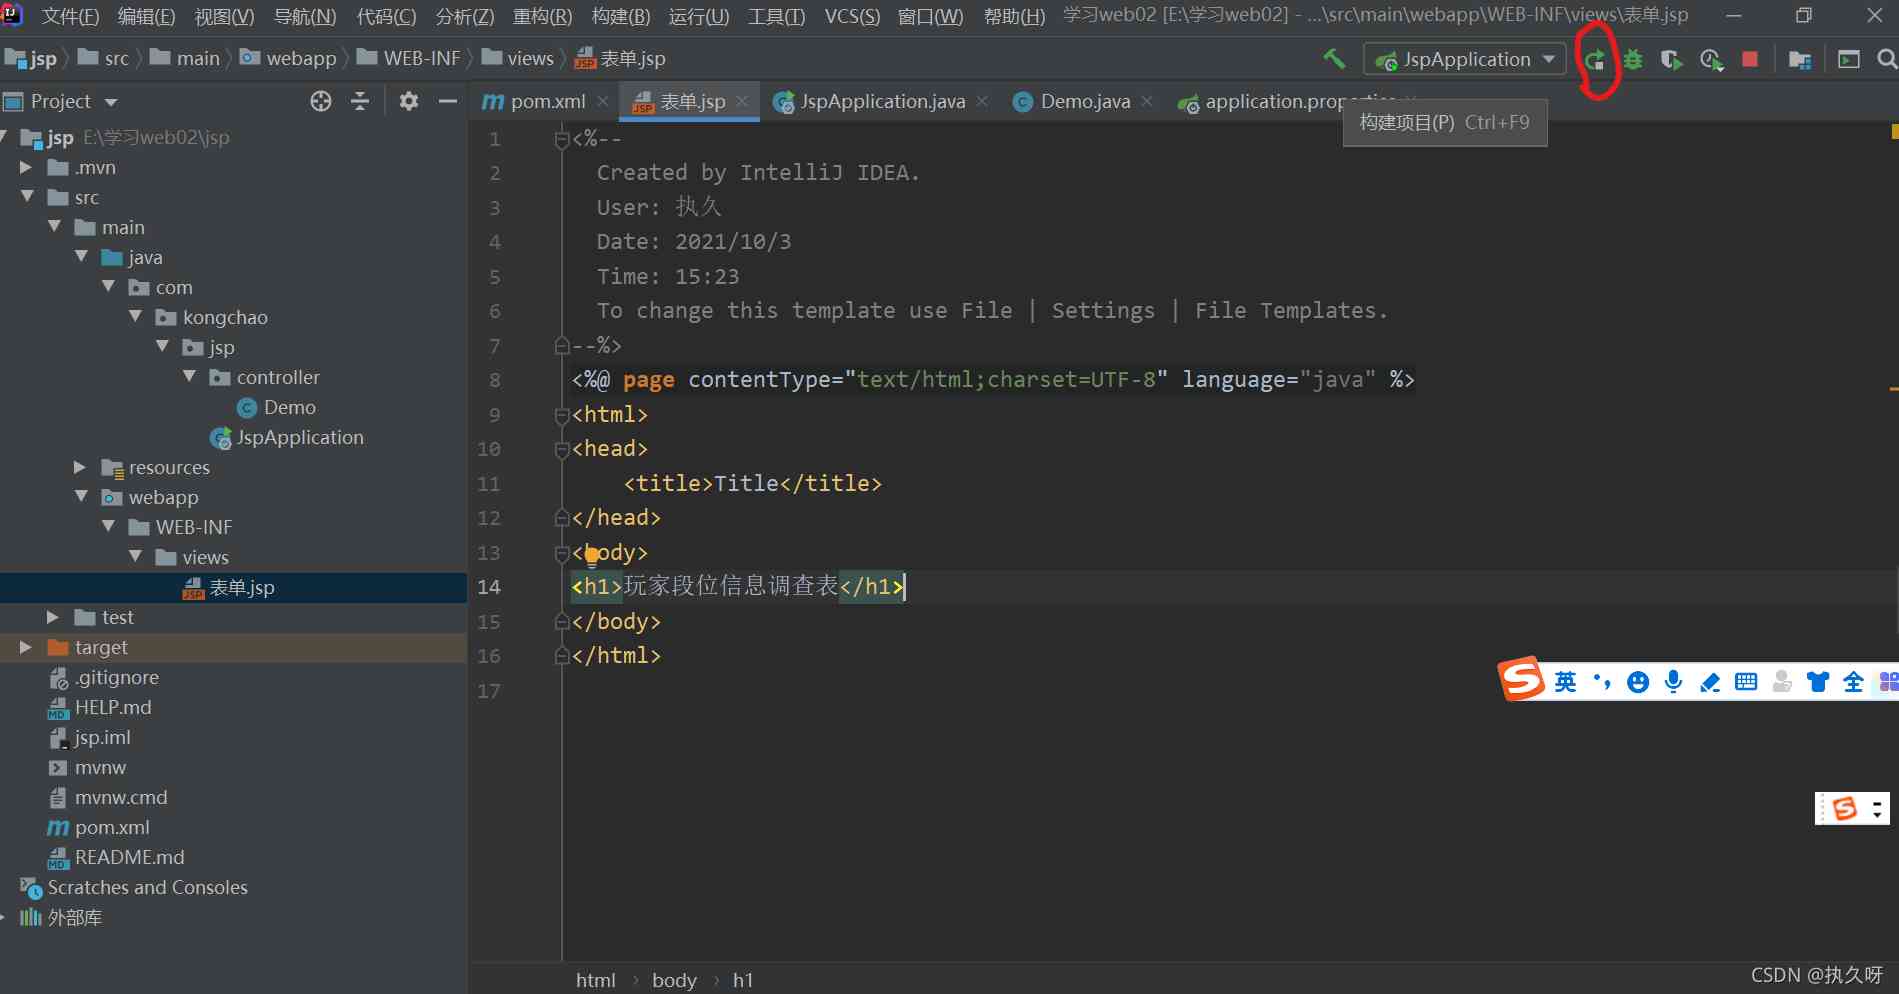 文件(F) 编辑(E) 视图(V) 导航(N) 代码(C) 分析(Z) 重构(R) 构建(B) 运行(U) 工具(T) VCS(S) 窗口(W) 帮助(H) 学习web02 [E:\学习web02] - ...\src\main\webapp\WEB-INF\views\表单.jsp
jsp src main webapp WEB-INF views 表单.jsp JspApplication
Project
pom.xml 表单.jsp JspApplication.java Demo.java application.properties
构建项目(P) Ctrl+F9
jsp E:\学习web02\jsp
.mvn
src
main
java
com
kongchao
jsp
controller
Demo
JspApplication
resources
webapp
WEB-INF
views
表单.jsp
test
target
.gitignore
HELP.md
jsp.iml
mvnw
mvnw.cmd
pom.xml
README.md
Scratches and Consoles
外部库
1 <%--
2 Created by IntelliJ IDEA.
3 User: 执久
4 Date: 2021/10/3
5 Time: 15:23
6 To change this template use File | Settings | File Templates.
7 --%>
8 <%@ page contentType="text/html;charset=UTF-8" language="java" %>
9 <html>
10 <head>
11 <title>Title</title>
12 </head>
13 <body>
14 <h1>玩家段位信息调查表</h1>
15 </body>
16 </html>
17
英 全
html body h1
CSDN @执久呀